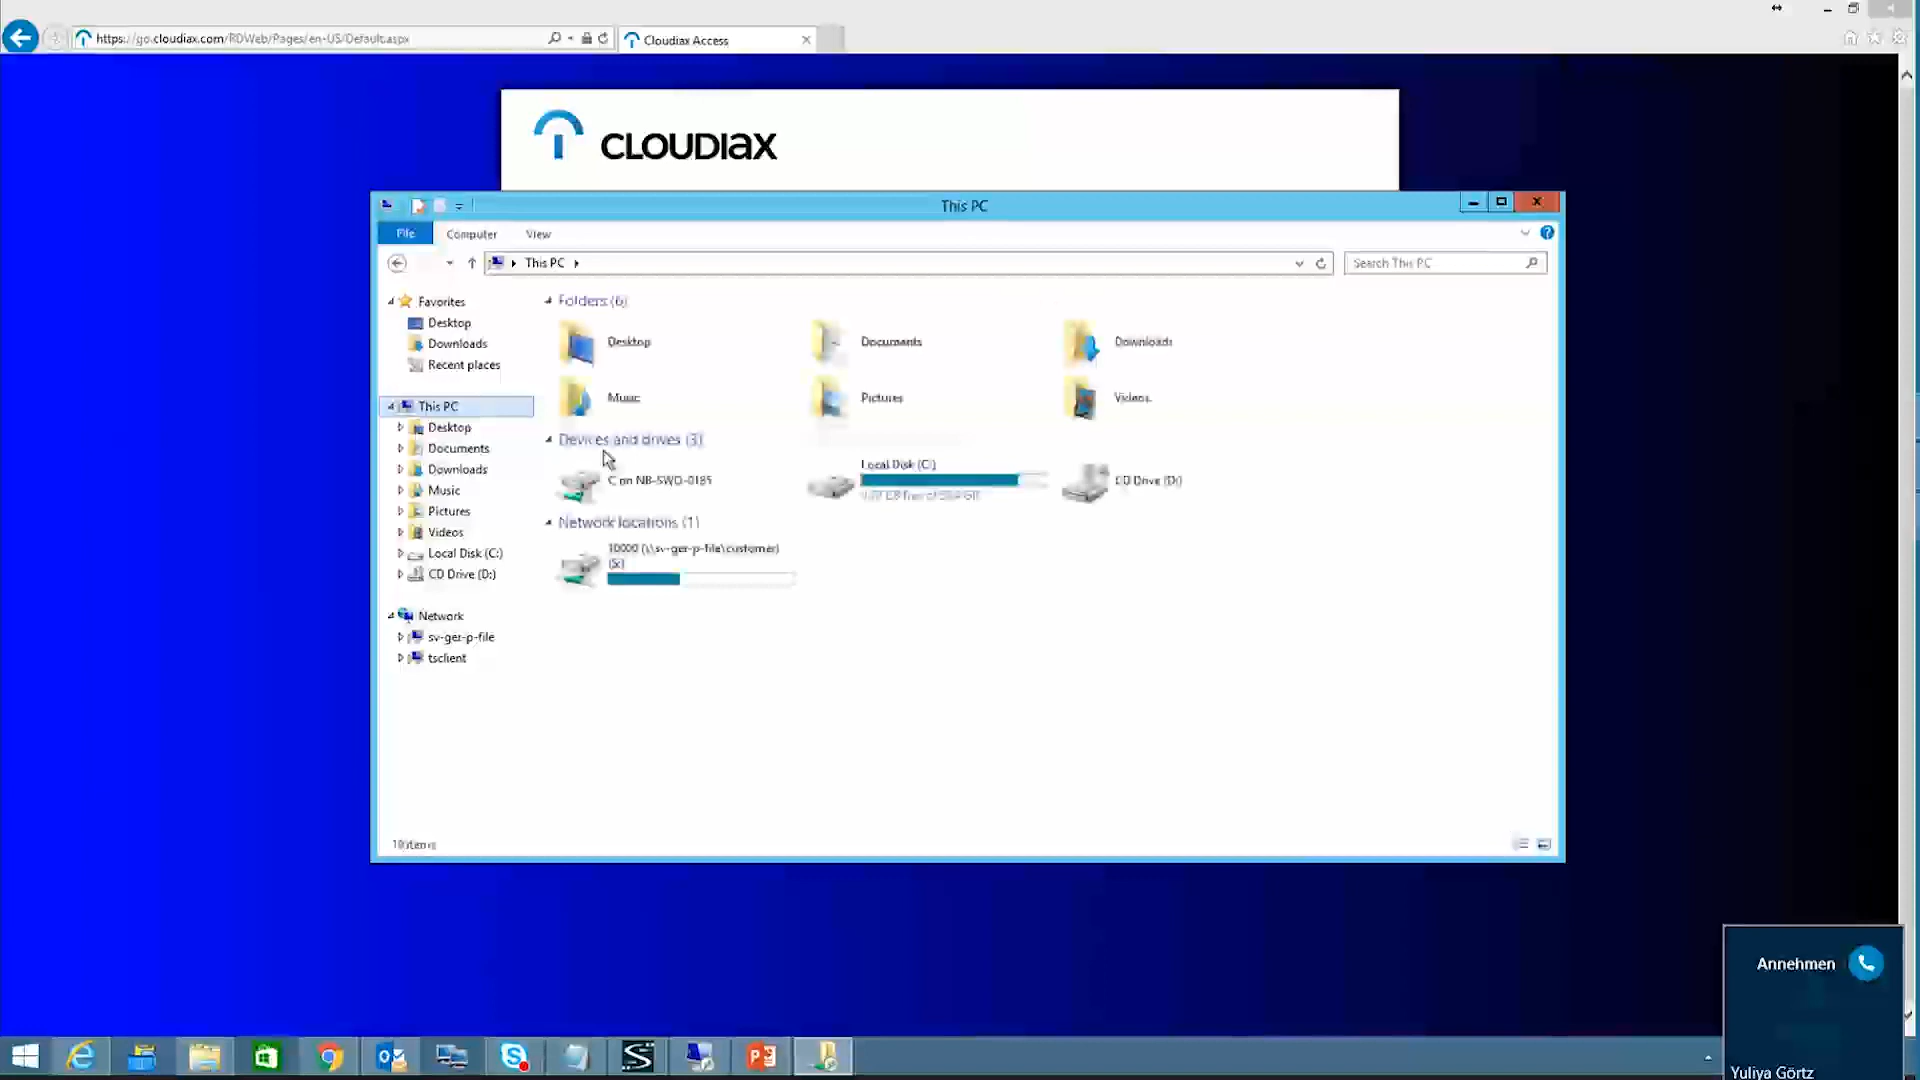 https://go.cloudiax.com/RDWeb/Pages/en-US/Default.aspx
Cloudiax Access
CLOUDiax
This PC
File
Computer
View
This PC
Search This PC
Favorites
Desktop
Downloads
Recent places
This PC
Desktop
Documents
Downloads
Music
Pictures
Videos
Local Disk (C:)
CD Drive (D:)
Network
sv-ger-p-file
tsclient
Folders (6)
Desktop
Documents
Downloads
Music
Pictures
Videos
Devices and drives (3)
C on NB-SWD-0185
Local Disk (C:)
CD Drive (D:)
Network locations (1)
10000 (\\sv-ger-p-file\customer)
(S:)
10 items
Annehmen
Yuliya Görtz